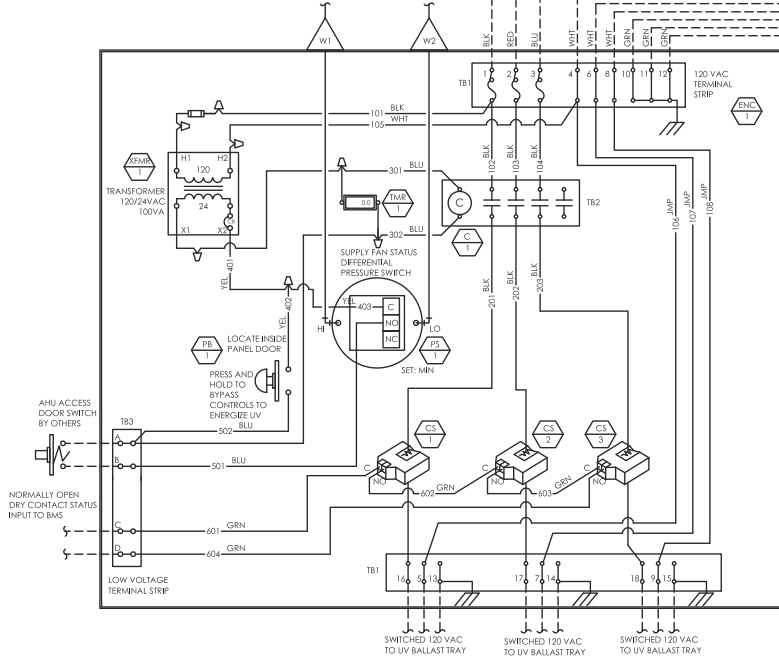 W1
W2
BLK
RED
BLU
WHT
WHT
WHT
GRN
GRN
GRN
TB1
1
2
3
4
6
8
10
11
12
120 VAC
TERMINAL
STRIP
ENC
1
101
BLK
105
WHT
XFMR
1
H1
H2
120
24
CB
X1
X2
TRANSFORMER
120/24VAC
100VA
301
BLU
0.0
TMR
1
302
BLU
BLK
102
BLK
103
BLK
104
C
TB2
C
1
JMP
106
JMP
107
JMP
108
401
YEL
402
YEL
SUPPLY FAN STATUS
DIFFERENTIAL
PRESSURE SWITCH
YEL
403
C
NO
NC
HI
LO
PS
1
SET: MIN
BLK
201
BLK
202
BLK
203
PB
1
LOCATE INSIDE
PANEL DOOR
PRESS AND
HOLD TO
BYPASS
CONTROLS TO
ENERGIZE UV
AHU ACCESS
DOOR SWITCH
BY OTHERS
TB3
A
B
C
D
502
BLU
501
BLU
CS
1
CS
2
CS
3
C
NO
C
NO
C
NO
602
GRN
603
GRN
NORMALLY OPEN
DRY CONTACT STATUS
INPUT TO BMS
601
GRN
604
GRN
LOW VOLTAGE
TERMINAL STRIP
TB1
16
5
13
17
7
14
18
9
15
SWITCHED 120 VAC
TO UV BALLAST TRAY
SWITCHED 120 VAC
TO UV BALLAST TRAY
SWITCHED 120 VAC
TO UV BALLAST TRAY